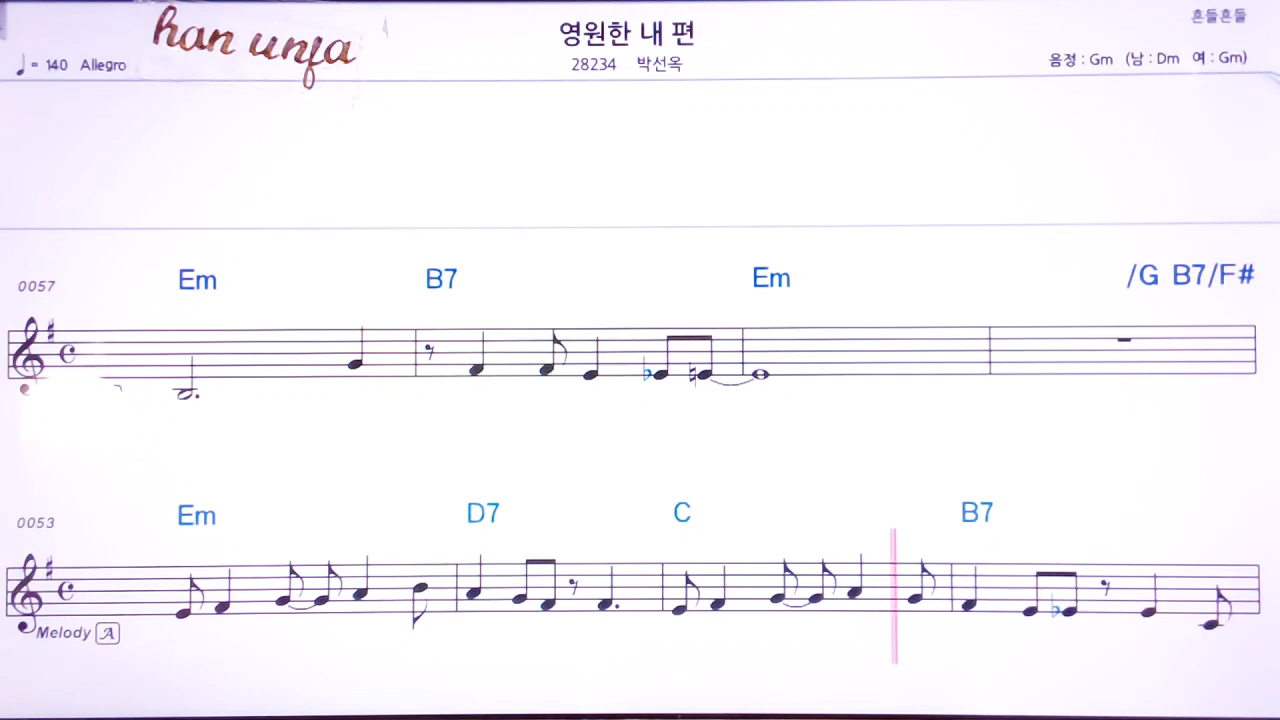 han unfa
영원한 내 편
흔들흔들
♩= 140 Allegro
28234 박선옥
음정 : Gm (남 : Dm 여 : Gm)
0057
Em B7 Em /G B7/F#
0053
Em D7 C B7
Melody A